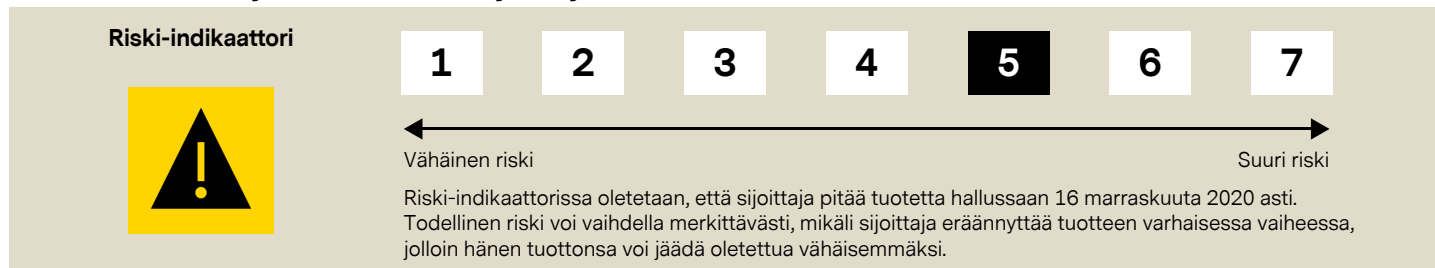 Riski-indikaattori
1 2 3 4 5 6 7
Vähäinen riski Suuri riski
Riski-indikaattorissa oletetaan, että sijoittaja pitää tuotetta hallussaan 16 marraskuuta 2020 asti.
Todellinen riski voi vaihdella merkittävästi, mikäli sijoittaja eräännyttää tuotteen varhaisessa vaiheessa,
jolloin hänen tuottonsa voi jäädä oletettua vähäisemmäksi.